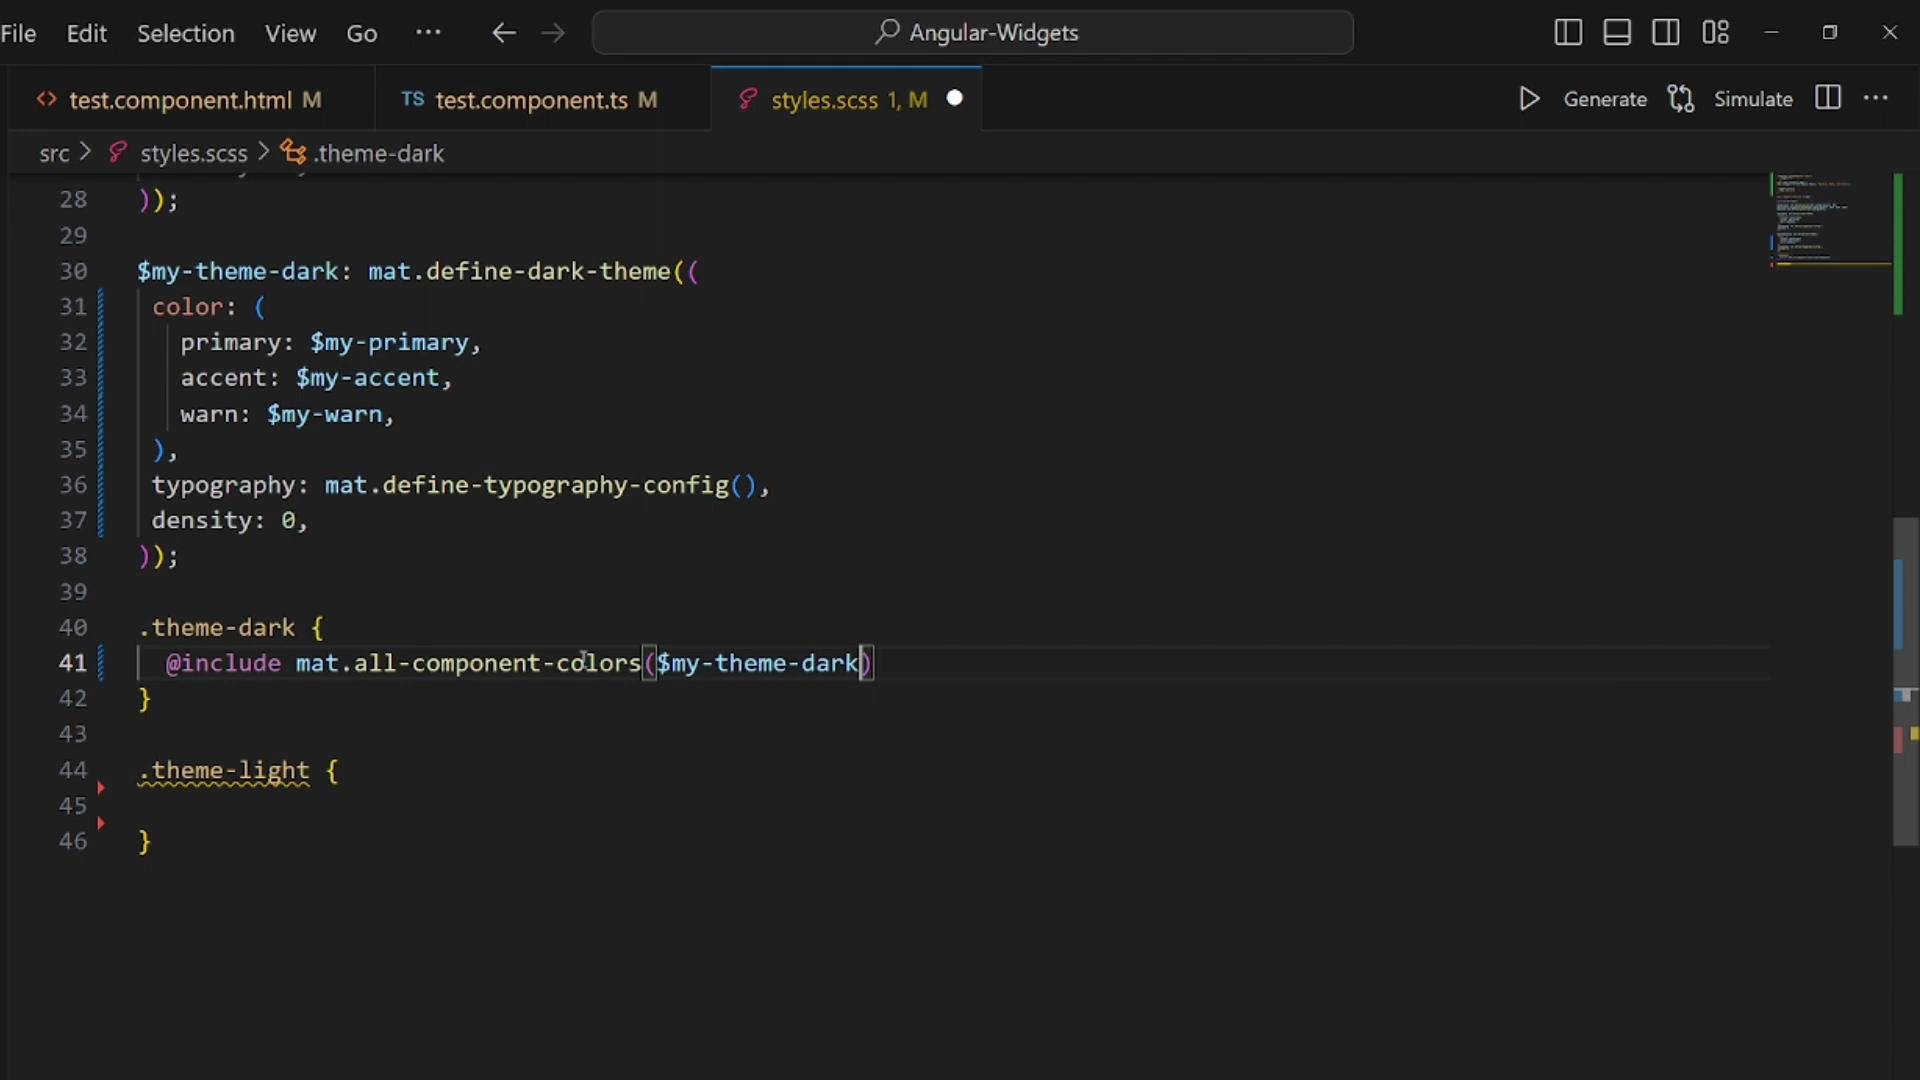 File Edit Selection View Go ··· Angular-Widgets
test.component.html M TS test.component.ts M styles.scss 1, M Generate Simulate ···
src > styles.scss > .theme-dark
28 ));
29
30 $my-theme-dark: mat.define-dark-theme((
31 color: (
32 primary: $my-primary,
33 accent: $my-accent,
34 warn: $my-warn,
35 ),
36 typography: mat.define-typography-config(),
37 density: 0,
38 ));
39
40 .theme-dark {
41 @include mat.all-component-colors($my-theme-dark)
42 }
43
44 .theme-light {
45
46 }